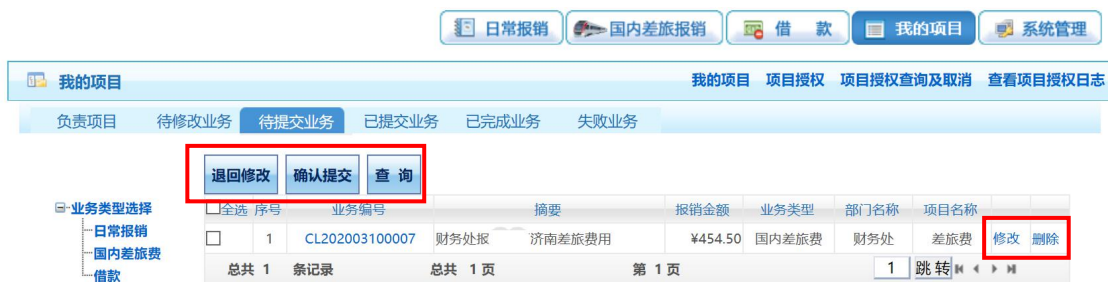 日常报销 国内差旅报销 借 款 我的项目 系统管理
我的项目 我的项目 项目授权 项目授权查询及取消 查看项目授权日志
负责项目 待修改业务 待提交业务 已提交业务 已完成业务 失败业务
退回修改 确认提交 查 询
业务类型选择
日常报销
国内差旅费
借款
全选 序号 业务编号 摘要 报销金额 业务类型 部门名称 项目名称
1 CL202003100007 财务处报 济南差旅费用 ¥454.50 国内差旅费 财务处 差旅费 修改 删除
总共 1 条记录 总共 1 页 第 1 页 1 跳 转